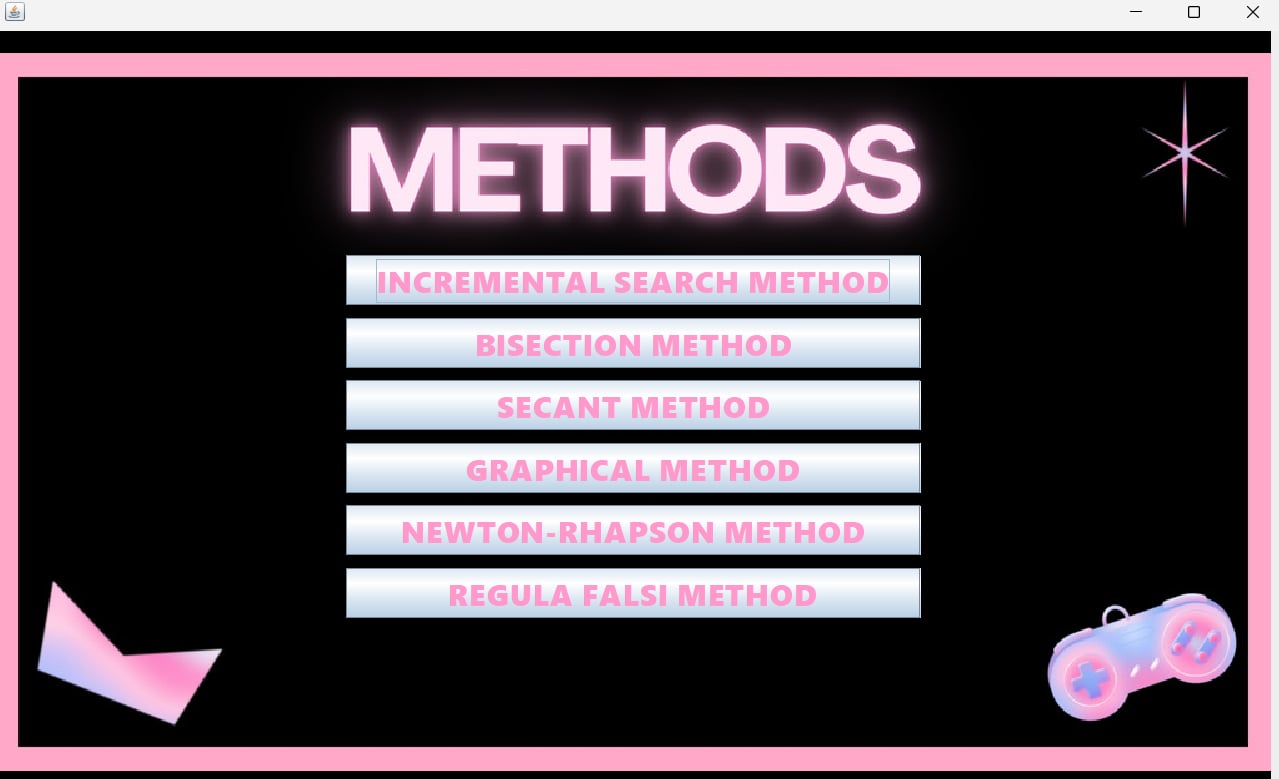 METHODS
INCREMENTAL SEARCH METHOD
BISECTION METHOD
SECANT METHOD
GRAPHICAL METHOD
NEWTON-RHAPSON METHOD
REGULA FALSI METHOD